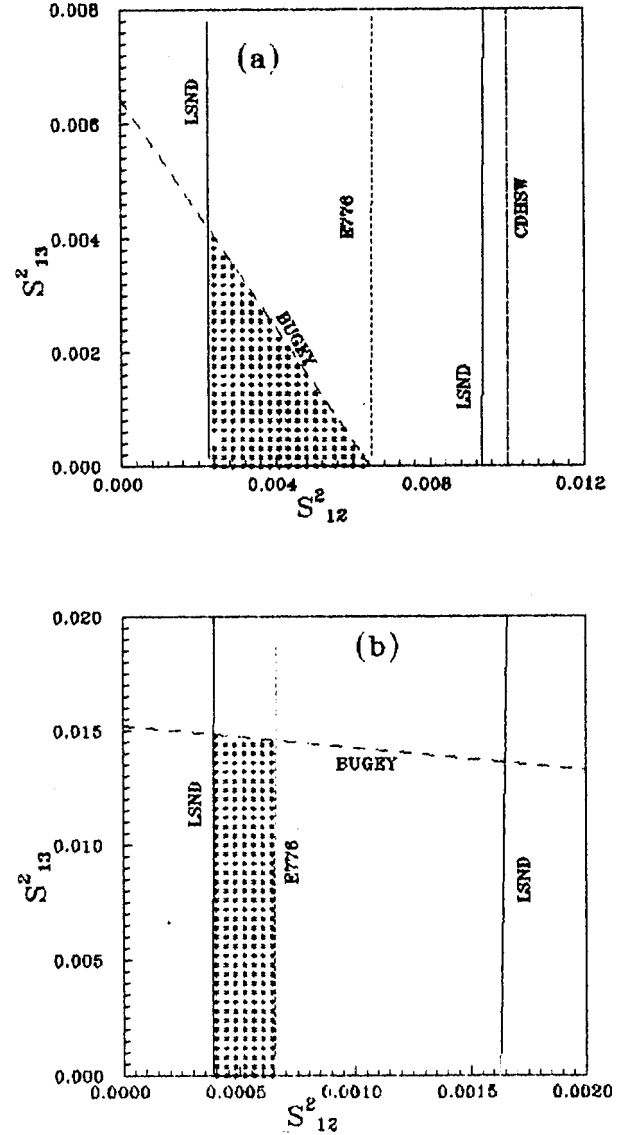 0.008
(a)
LSND
0.006
E776
CDHSW
0.004
S²₁₃
BUGEY
0.002
LSND
0.000
0.000 0.004 0.008 0.012
S²₁₂
0.020
(b)
0.015
BUGEY
LSND
S²₁₃
0.010
E776
LSND
0.005
0.000
0.0000 0.0005 0.0010 0.0015 0.0020
S²₁₂